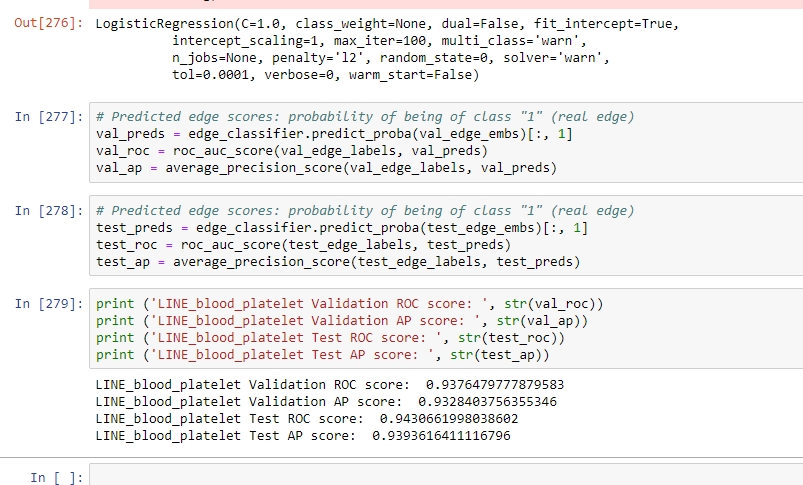 Out[276]: LogisticRegression(C=1.0, class_weight=None, dual=False, fit_intercept=True,
intercept_scaling=1, max_iter=100, multi_class='warn',
n_jobs=None, penalty='l2', random_state=0, solver='warn',
tol=0.0001, verbose=0, warm_start=False)
In [277]: # Predicted edge scores: probability of being of class "1" (real edge)
val_preds = edge_classifier.predict_proba(val_edge_embs)[:, 1]
val_roc = roc_auc_score(val_edge_labels, val_preds)
val_ap = average_precision_score(val_edge_labels, val_preds)
In [278]: # Predicted edge scores: probability of being of class "1" (real edge)
test_preds = edge_classifier.predict_proba(test_edge_embs)[:, 1]
test_roc = roc_auc_score(test_edge_labels, test_preds)
test_ap = average_precision_score(test_edge_labels, test_preds)
In [279]: print ('LINE_blood_platelet Validation ROC score: ', str(val_roc))
print ('LINE_blood_platelet Validation AP score: ', str(val_ap))
print ('LINE_blood_platelet Test ROC score: ', str(test_roc))
print ('LINE_blood_platelet Test AP score: ', str(test_ap))
LINE_blood_platelet Validation ROC score:  0.9376479777879583
LINE_blood_platelet Validation AP score:  0.9328403756355346
LINE_blood_platelet Test ROC score:  0.9430661998038602
LINE_blood_platelet Test AP score:  0.9393616411116796
In [ ]: